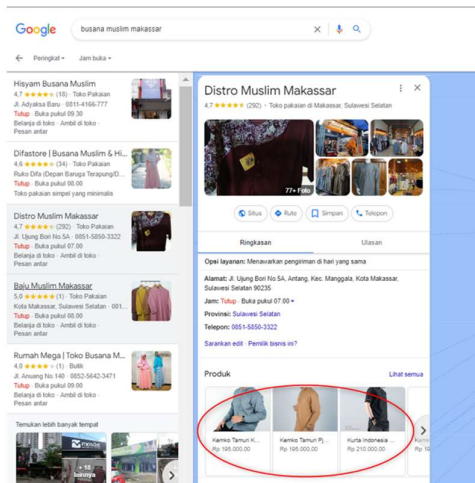 Google
busana muslim makassar
Peringkat
Jam buka
Hisyam Busana Muslim
4,7 (18) · Toko Pakaian
Jl. Adyaksa Baru · 0811-4166-777
Tutup · Buka pukul 09.30
Belanja di toko · Ambil di toko ·
Pesan antar
Difastore | Busana Muslim & Hi...
4,6 (34) · Toko Pakaian
Ruko Difa (Depan Baruga Terapung/D...
Tutup · Buka pukul 08.00
Toko pakaian simpel yang minimalis
Distro Muslim Makassar
4,7 (292) · Toko Pakaian
Jl. Ujung Bori No.5A · 0851-5850-3322
Tutup · Buka pukul 07.00
Belanja di toko · Ambil di toko ·
Pesan antar
Baju Muslim Makassar
5,0 (1) · Toko Pakaian
Kota Makassar, Sulawesi Selatan · 001...
Tutup · Buka pukul 08.00
Belanja di toko · Ambil di toko ·
Pesan antar
Rumah Mega | Toko Busana M...
4,0 (1) · Butik
Jl. Anuang No.140 · 0852-5642-3471
Tutup · Buka pukul 09.00
Belanja di toko · Ambil di toko ·
Pesan antar
Temukan lebih banyak tempat
+ 18
lainnya
Distro Muslim Makassar
4,7 (292) · Toko pakaian di Makassar, Sulawesi Selatan
77+ Foto
Situs
Rute
Simpan
Telepon
Ringkasan
Ulasan
Opsi layanan: Menawarkan pengiriman di hari yang sama
Alamat: Jl. Ujung Bori No.5A, Antang, Kec. Manggala, Kota Makassar,
Sulawesi Selatan 90235
Jam: Tutup · Buka pukul 07.00
Provinsi: Sulawesi Selatan
Telepon: 0851-5850-3322
Sarankan edit · Pemilik bisnis ini?
Produk
Lihat semua
Kemko Tamuri K...
Rp 195.000,00
Kemko Tamuri Pj...
Rp 195.000,00
Kurta Indonesia ...
Rp 210.000,00